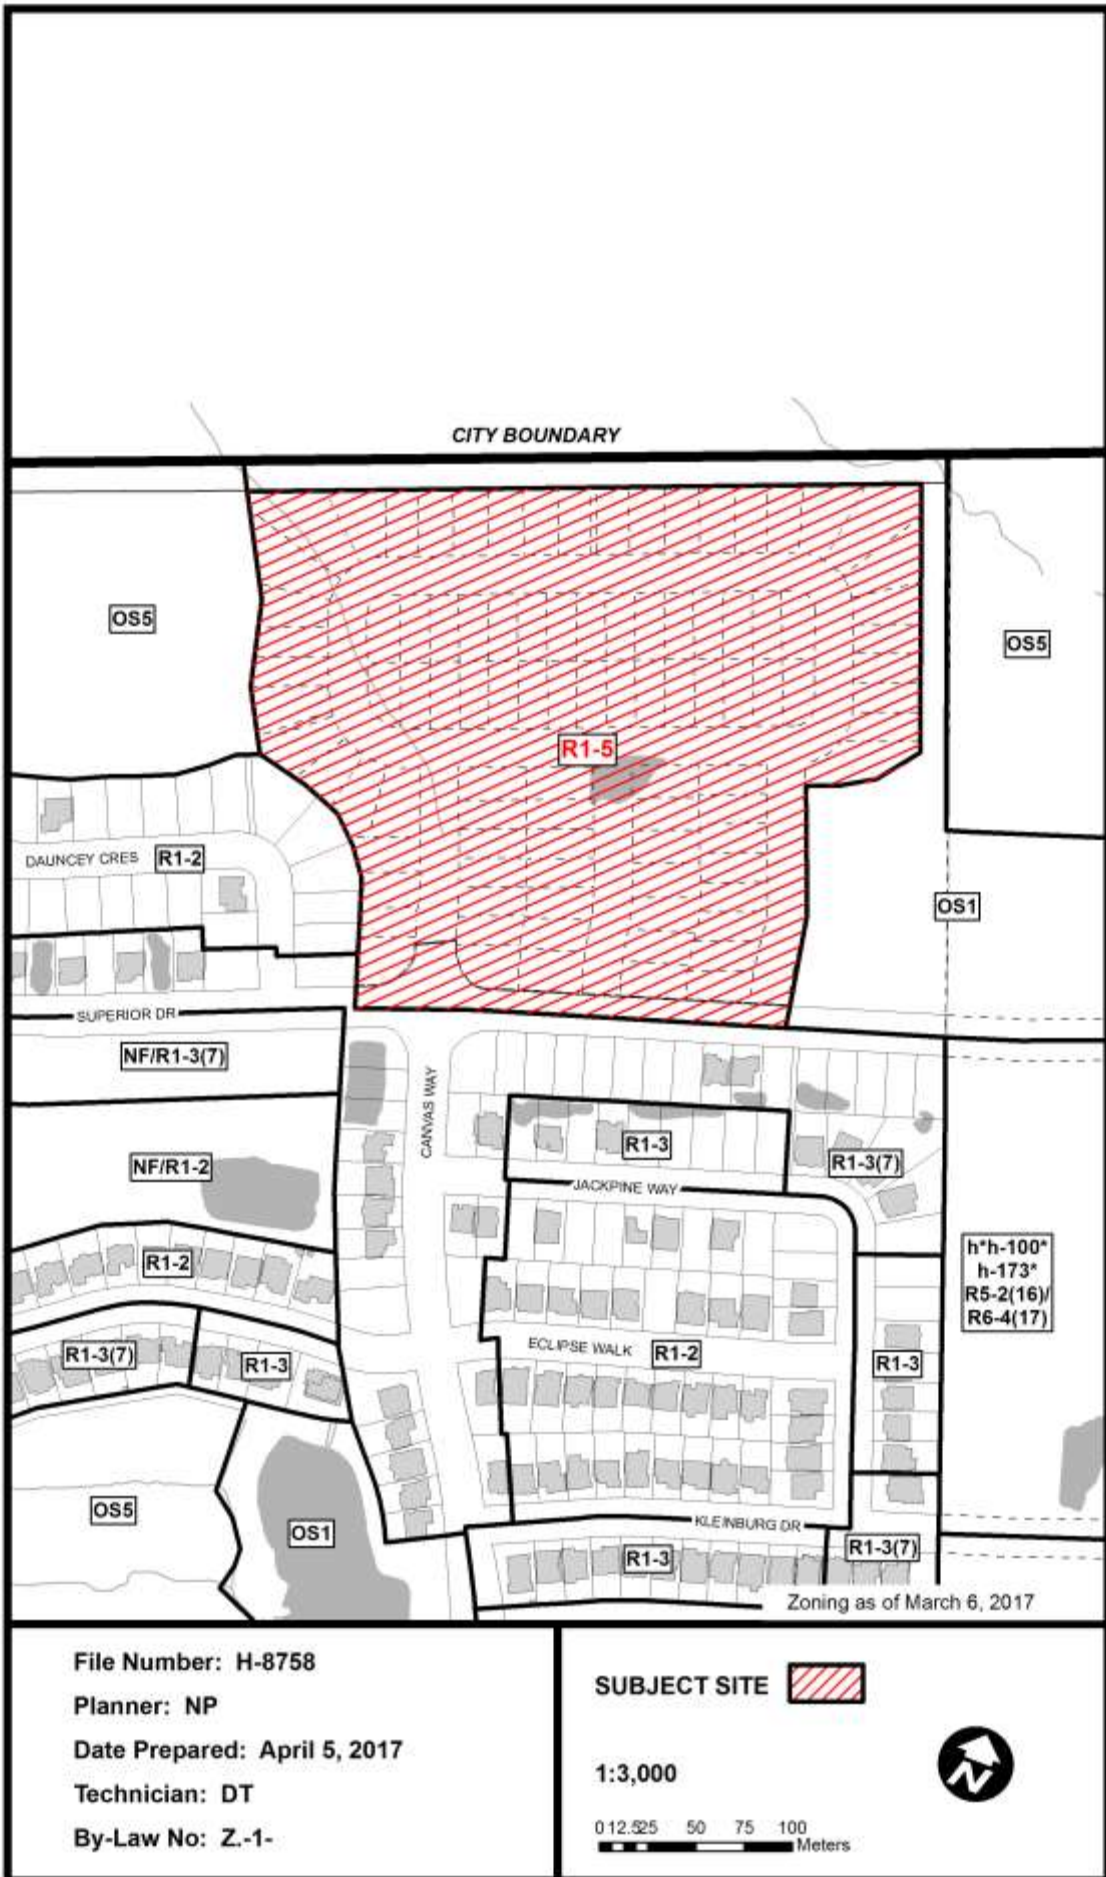 CITY BOUNDARY
OS5
OS5
R1-5
DAUNCEY CRES
R1-2
OS1
SUPERIOR DR
NF/R1-3(7)
CANVAS WAY
R1-3
R1-3(7)
NF/R1-2
JACKPINE WAY
R1-2
h*h-100*
h-173*
R5-2(16)/
R6-4(17)
R1-3(7)
R1-3
ECLIPSE WALK
R1-2
R1-3
OS5
OS1
KLEINBURG DR
R1-3
R1-3(7)
Zoning as of March 6, 2017
File Number: H-8758
Planner: NP
Date Prepared: April 5, 2017
Technician: DT
By-Law No: Z.-1-
SUBJECT SITE
1:3,000
N
0 12.525 50 75 100
Meters